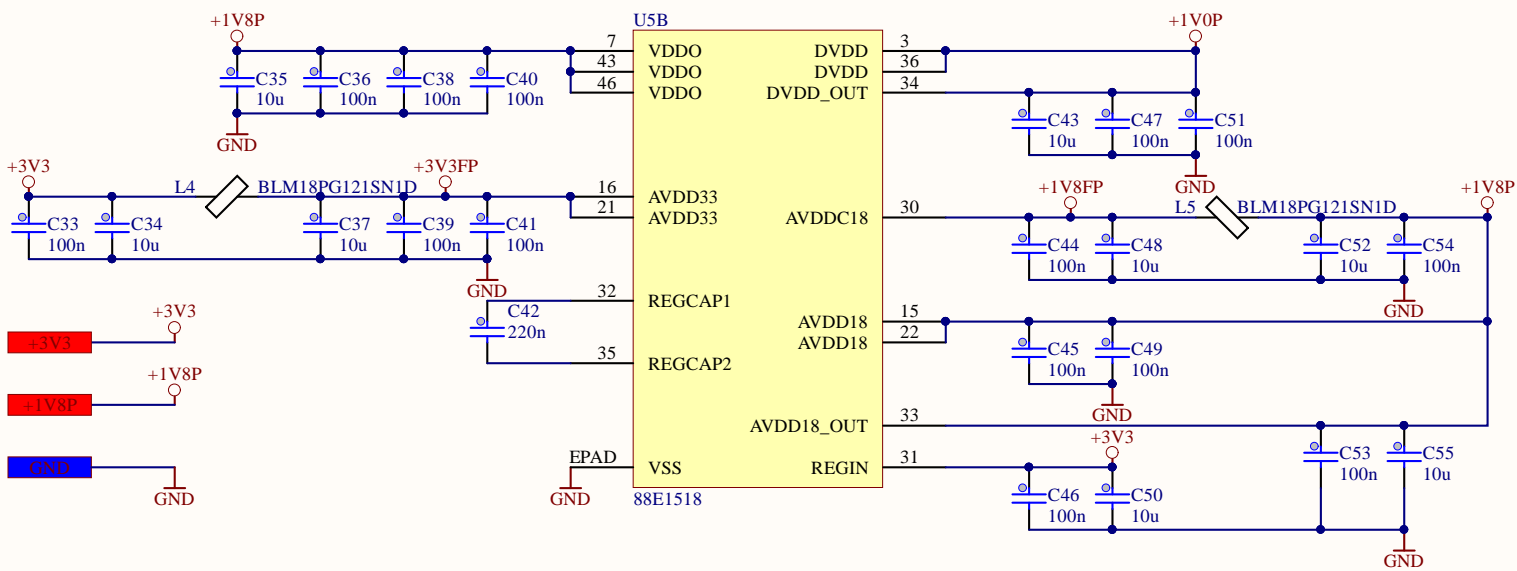 U5B
+1V8P
7 VDDO
43 VDDO
46 VDDO
C35 10u
C36 100n
C38 100n
C40 100n
GND
DVDD 3
DVDD 36
DVDD_OUT 34
+1V0P
C43 10u
C47 100n
C51 100n
GND
+3V3
L4 BLM18PG121SN1D
+3V3FP
16 AVDD33
21 AVDD33
C33 100n
C34 10u
C37 10u
C39 100n
C41 100n
GND
AVDDC18 30
+1V8FP
L5 BLM18PG121SN1D
+1V8P
C44 100n
C48 10u
C52 10u
C54 100n
GND
32 REGCAP1
C42 220n
35 REGCAP2
AVDD18 15
AVDD18 22
C45 100n
C49 100n
GND
+3V3 +3V3
+1V8P +1V8P
GND GND
AVDD18_OUT 33
C53 100n
C55 10u
EPAD VSS
GND
REGIN 31
+3V3
C46 100n
C50 10u
GND
88E1518